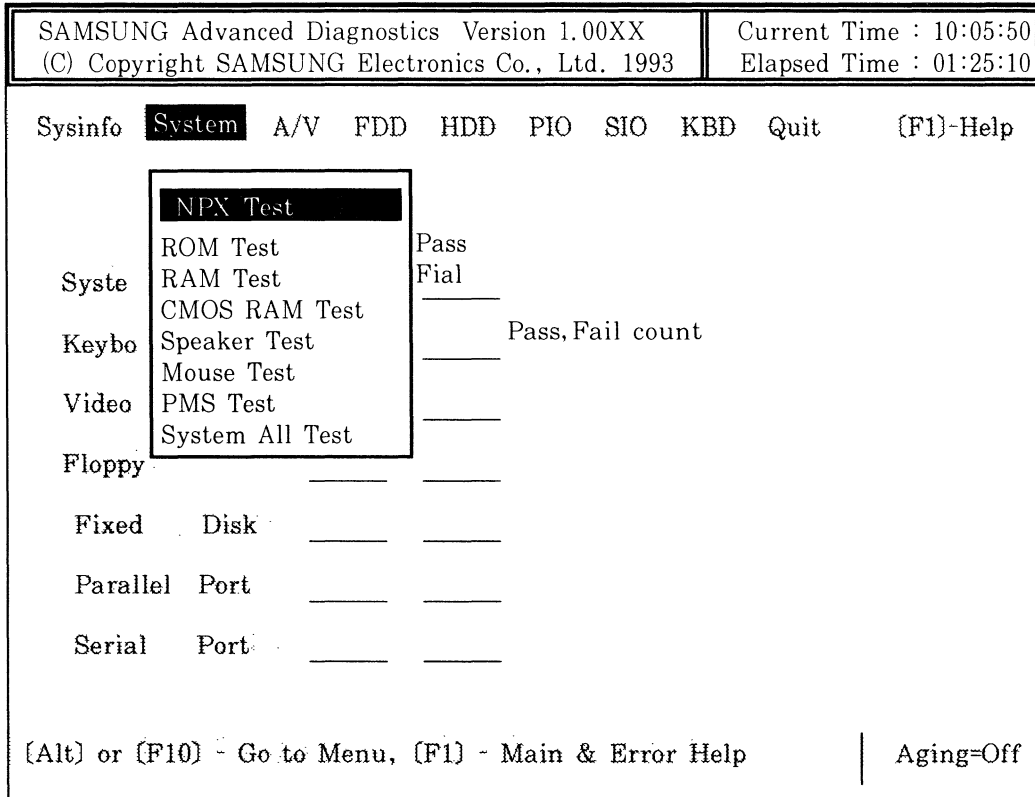 SAMSUNG Advanced Diagnostics Version 1.00XX
(C) Copyright SAMSUNG Electronics Co., Ltd. 1993
Current Time : 10:05:50
Elapsed Time : 01:25:10
Sysinfo System A/V FDD HDD PIO SIO KBD Quit (F1)-Help
NPX Test
ROM Test
RAM Test
CMOS RAM Test
Speaker Test
Mouse Test
PMS Test
System All Test
Pass
Fial
Pass, Fail count
Syste
Keybo
Video
Floppy
Fixed Disk
Parallel Port
Serial Port
(Alt) or (F10) - Go to Menu, (F1) - Main & Error Help
Aging=Off